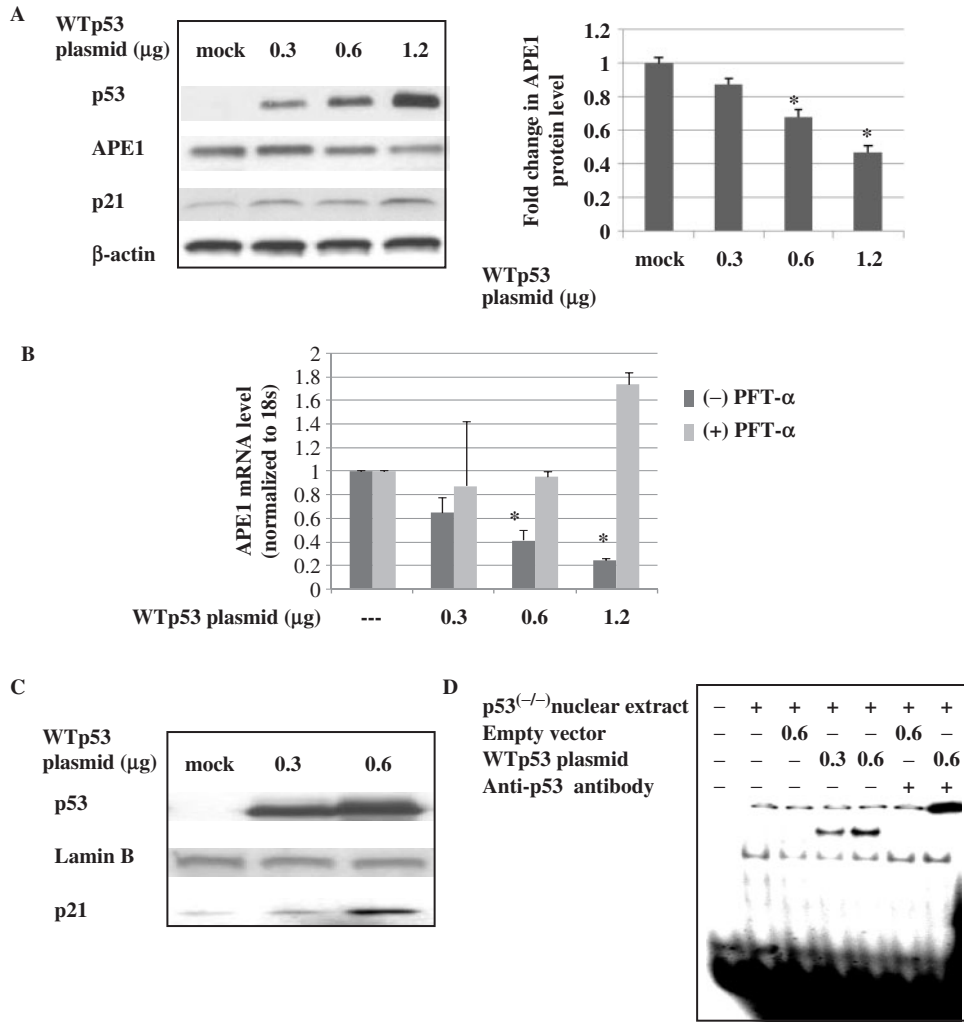 A
WTp53
plasmid (μg)
mock 0.3 0.6 1.2
p53
APE1
p21
β-actin
Fold change in APE1
protein level
1.2
1
0.8
0.6
0.4
0.2
0
* *
mock 0.3 0.6 1.2
WTp53
plasmid (μg)
B
APE1 mRNA level
(normalized to 18s)
2
1.8
1.6
1.4
1.2
1
0.8
0.6
0.4
0.2
0
* *
(−) PFT-α
(+) PFT-α
WTp53 plasmid (μg) --- 0.3 0.6 1.2
C
WTp53
plasmid (μg) mock 0.3 0.6
p53
Lamin B
p21
D
p53(−/−)nuclear extract − + + + + + +
Empty vector − − 0.6 − − 0.6 −
WTp53 plasmid − − − 0.3 0.6 − 0.6
Anti-p53 antibody − − − − − + +